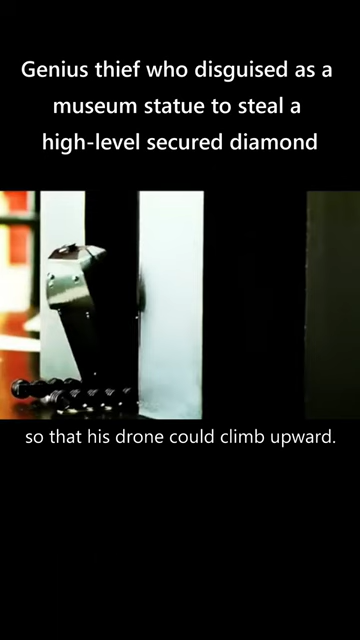 Genius thief who disguised as a
museum statue to steal a
high-level secured diamond
so that his drone could climb upward.